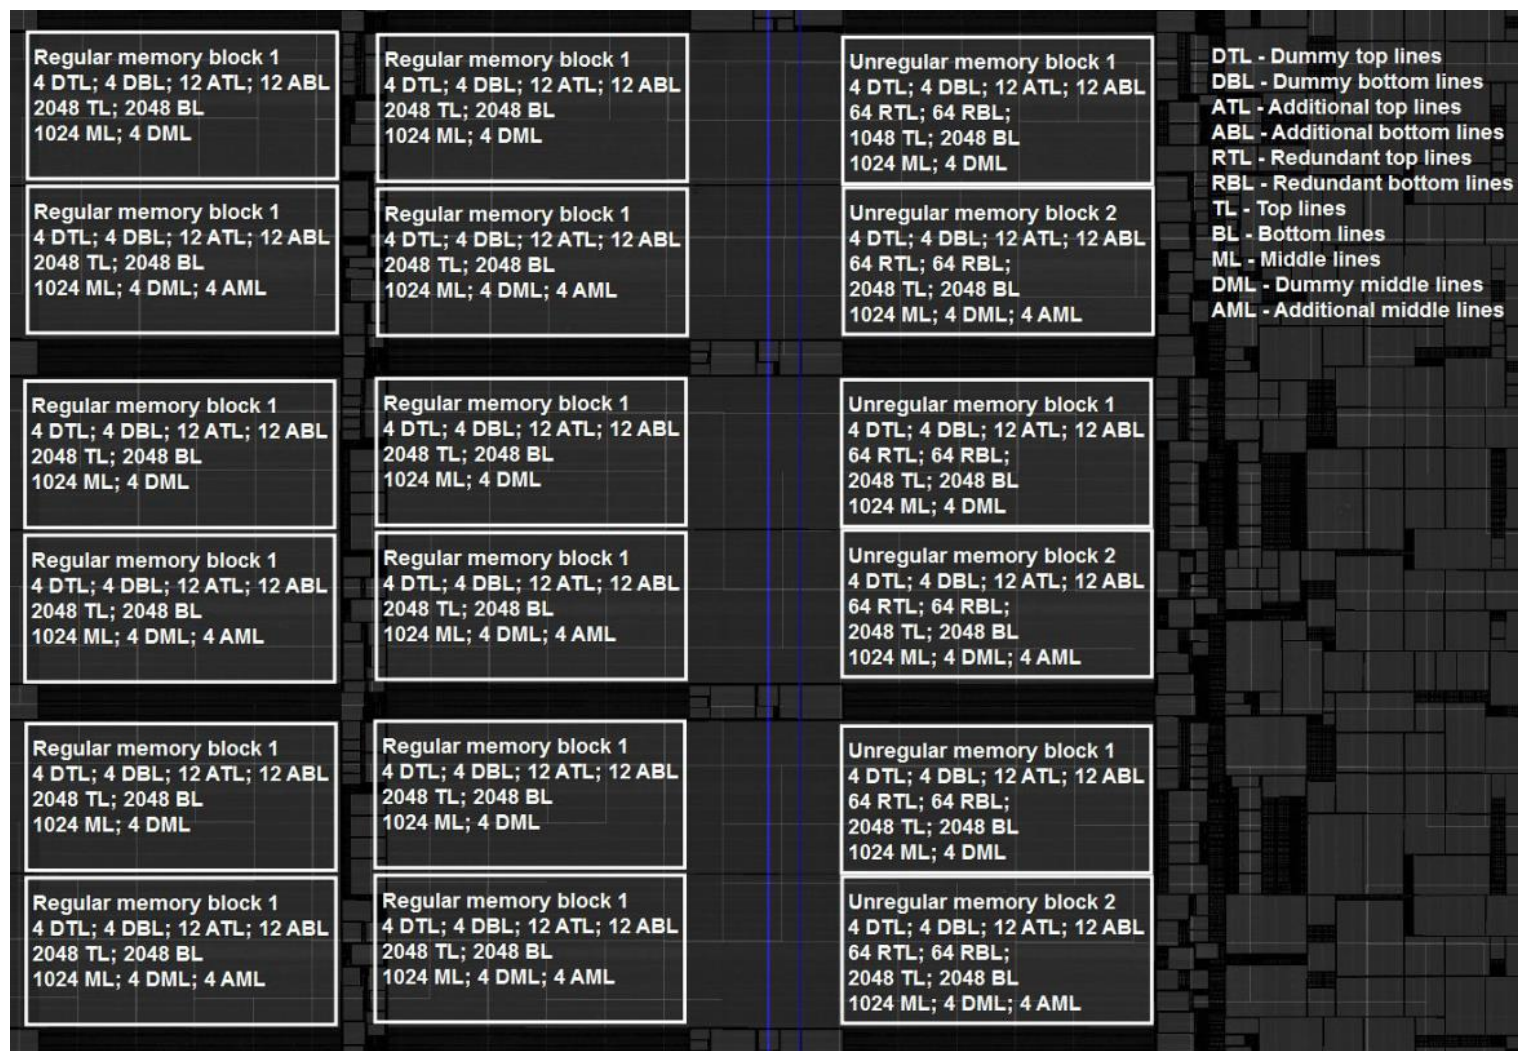 Regular memory block 1
4 DTL; 4 DBL; 12 ATL; 12 ABL
2048 TL; 2048 BL
1024 ML; 4 DML
Regular memory block 1
4 DTL; 4 DBL; 12 ATL; 12 ABL
2048 TL; 2048 BL
1024 ML; 4 DML
Unregular memory block 1
4 DTL; 4 DBL; 12 ATL; 12 ABL
64 RTL; 64 RBL;
1048 TL; 2048 BL
1024 ML; 4 DML
DTL - Dummy top lines
DBL - Dummy bottom lines
ATL - Additional top lines
ABL - Additional bottom lines
RTL - Redundant top lines
RBL - Redundant bottom lines
TL - Top lines
BL - Bottom lines
ML - Middle lines
DML - Dummy middle lines
AML - Additional middle lines
Regular memory block 1
4 DTL; 4 DBL; 12 ATL; 12 ABL
2048 TL; 2048 BL
1024 ML; 4 DML; 4 AML
Regular memory block 1
4 DTL; 4 DBL; 12 ATL; 12 ABL
2048 TL; 2048 BL
1024 ML; 4 DML; 4 AML
Unregular memory block 2
4 DTL; 4 DBL; 12 ATL; 12 ABL
64 RTL; 64 RBL;
2048 TL; 2048 BL
1024 ML; 4 DML; 4 AML
Regular memory block 1
4 DTL; 4 DBL; 12 ATL; 12 ABL
2048 TL; 2048 BL
1024 ML; 4 DML
Regular memory block 1
4 DTL; 4 DBL; 12 ATL; 12 ABL
2048 TL; 2048 BL
1024 ML; 4 DML
Unregular memory block 1
4 DTL; 4 DBL; 12 ATL; 12 ABL
64 RTL; 64 RBL;
2048 TL; 2048 BL
1024 ML; 4 DML
Regular memory block 1
4 DTL; 4 DBL; 12 ATL; 12 ABL
2048 TL; 2048 BL
1024 ML; 4 DML; 4 AML
Regular memory block 1
4 DTL; 4 DBL; 12 ATL; 12 ABL
2048 TL; 2048 BL
1024 ML; 4 DML; 4 AML
Unregular memory block 2
4 DTL; 4 DBL; 12 ATL; 12 ABL
64 RTL; 64 RBL;
2048 TL; 2048 BL
1024 ML; 4 DML; 4 AML
Regular memory block 1
4 DTL; 4 DBL; 12 ATL; 12 ABL
2048 TL; 2048 BL
1024 ML; 4 DML
Regular memory block 1
4 DTL; 4 DBL; 12 ATL; 12 ABL
2048 TL; 2048 BL
1024 ML; 4 DML
Unregular memory block 1
4 DTL; 4 DBL; 12 ATL; 12 ABL
64 RTL; 64 RBL;
2048 TL; 2048 BL
1024 ML; 4 DML
Regular memory block 1
4 DTL; 4 DBL; 12 ATL; 12 ABL
2048 TL; 2048 BL
1024 ML; 4 DML; 4 AML
Regular memory block 1
4 DTL; 4 DBL; 12 ATL; 12 ABL
2048 TL; 2048 BL
1024 ML; 4 DML; 4 AML
Unregular memory block 2
4 DTL; 4 DBL; 12 ATL; 12 ABL
64 RTL; 64 RBL;
2048 TL; 2048 BL
1024 ML; 4 DML; 4 AML